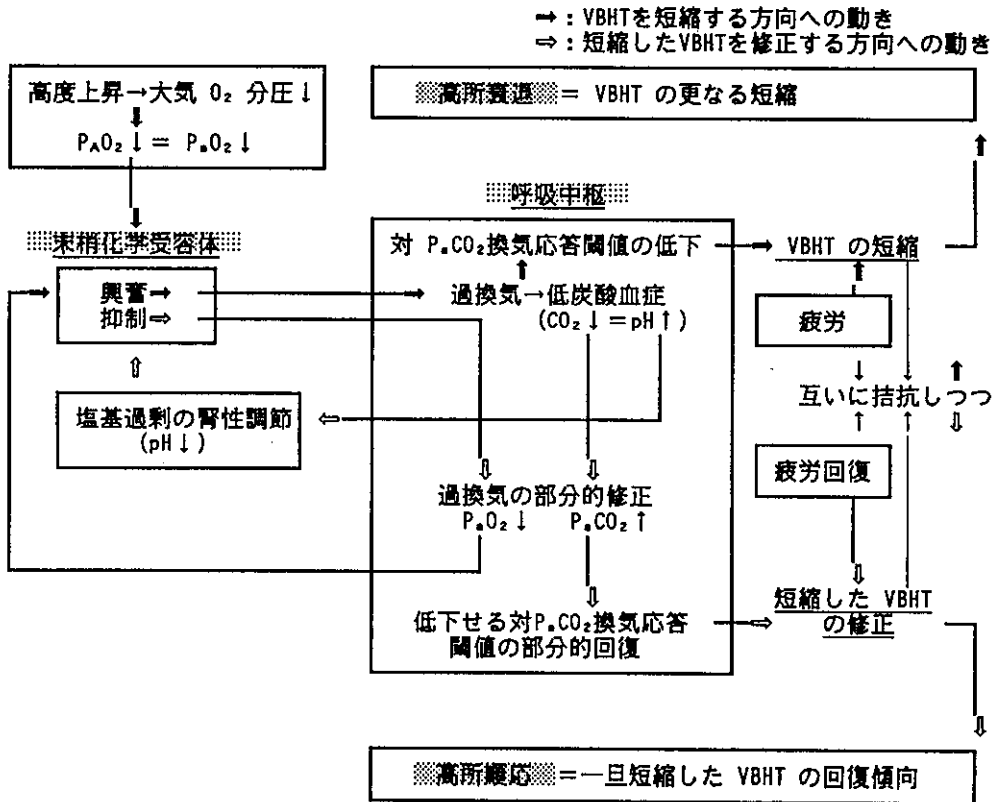 ➡：VBHTを短縮する方向への動き
⇨：短縮したVBHTを修正する方向への動き
高度上昇→大気 O₂ 分圧↓
⬇
PᴀO₂↓＝ PₐO₂↓
高所衰退＝ VBHT の更なる短縮
呼吸中枢
末梢化学受容体
対 PₐCO₂換気応答閾値の低下
VBHT の短縮
興奮➡
抑制⇨
過換気→低炭酸血症
(CO₂↓＝pH↑)
疲労
塩基過剰の腎性調節
(pH↓)
互いに拮抗しつつ
疲労回復
過換気の部分的修正
PₐO₂↓ PₐCO₂↑
低下せる対PₐCO₂換気応答
閾値の部分的回復
短縮した VBHT
の修正
高所順応＝一旦短縮した VBHT の回復傾向